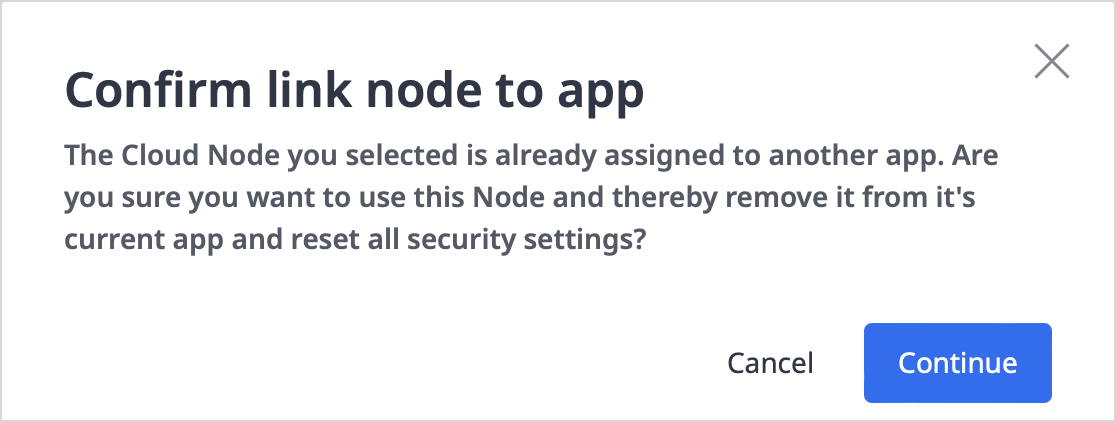 Confirm link node to app
The Cloud Node you selected is already assigned to another app. Are
you sure you want to use this Node and thereby remove it from it's
current app and reset all security settings?
Cancel
Continue